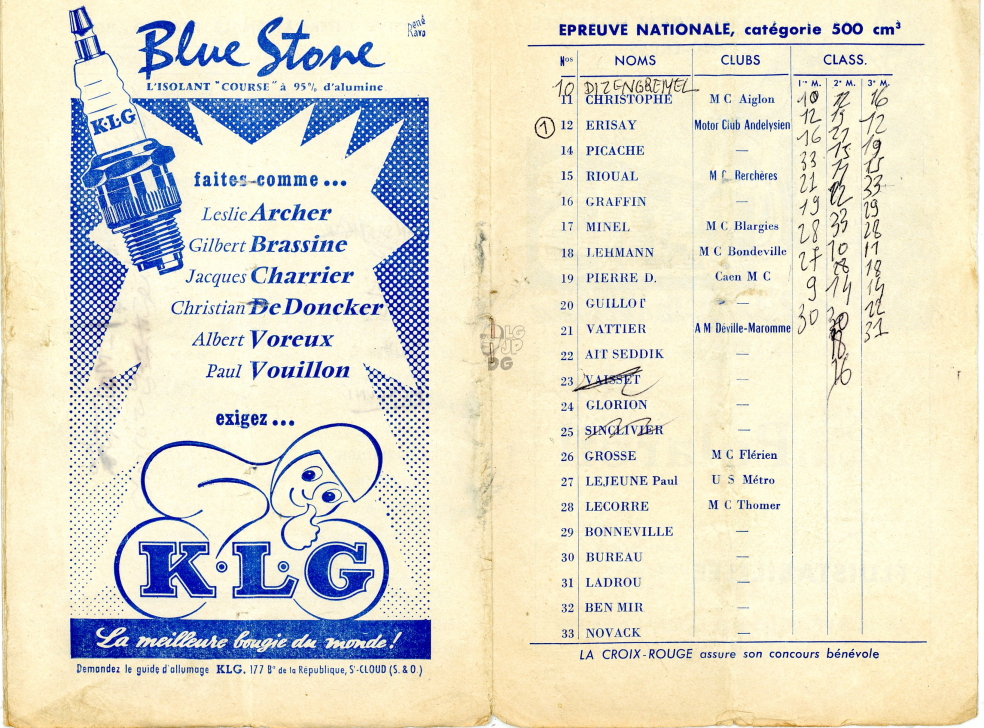 Blue Stone
René Ravo
L'ISOLANT "COURSE" à 95% d'alumine
K·L·G
faites-comme...
Leslie Archer
Gilbert Brassine
Jacques Charrier
Christian De Doncker
Albert Voreux
Paul Vouillon
exigez...
K·L·G
La meilleure bougie du monde!
Demandez le guide d'allumage KLG. 177 Bd de la République, St-CLOUD (S.&O.)
EPREUVE NATIONALE, catégorie 500 cm³
Nos NOMS CLUBS CLASS.
1re M. 2e M. 3e M.
10 DIZENGREMEL
11 CHRISTOPHE M C Aiglon 10 12 16
① 12 ERISAY Motor Club Andelysien 12 15 12
14 PICACHE — 16 27 19
15 RIOUAL M C Berchères 33 15 15
16 GRAFFIN — 21 33
17 MINEL M C Blargies 19 29
18 LEHMANN M C Bondeville 28 33 28
19 PIERRE D. Caen M C 27 10 11
20 GUILLOT — 9 28 18
21 VATTIER A M Déville-Maromme 30 14 14
22 AIT SEDDIK — 22
23 VAISSET 16 31
24 GLORION —
25 SINCLIVIER —
26 GROSSE M C Flérien
27 LEJEUNE Paul U S Métro
28 LECORRE M C Thomer
29 BONNEVILLE —
30 BUREAU —
31 LADROU —
32 BEN MIR —
33 NOVACK —
LA CROIX-ROUGE assure son concours bénévole